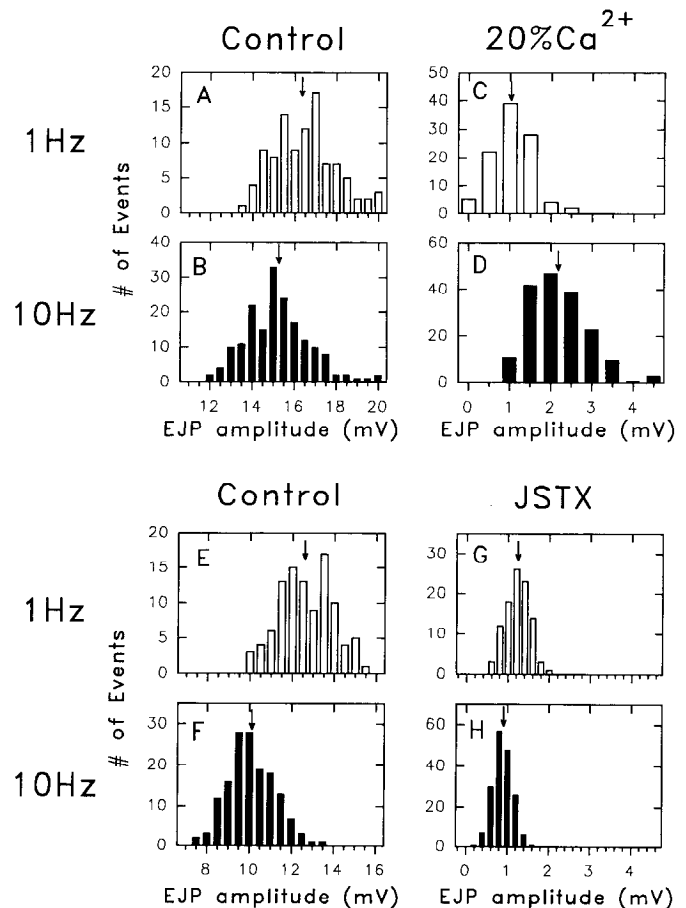 Control 20%Ca2+
20 A
15
10
5
0
50 C
40
30
20
10
0
1Hz
# of Events
40 B
30
20
10
0
60 D
40
20
0
10Hz
12 14 16 18 20
0 1 2 3 4
EJP amplitude (mV) EJP amplitude (mV)
Control JSTX
20 E
15
10
5
0
30 G
20
10
0
1Hz
# of Events
30 F
20
10
0
60 H
40
20
0
10Hz
8 10 12 14 16
0 2 4
EJP amplitude (mV) EJP amplitude (mV)